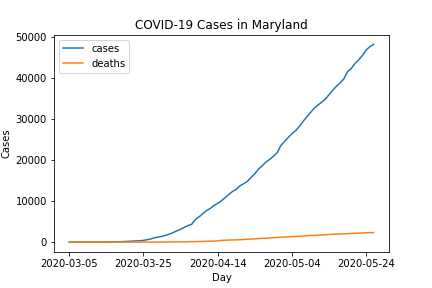 COVID-19 Cases in Maryland
50000
40000
30000
20000
10000
0
Cases
cases
deaths
2020-03-05 2020-03-25 2020-04-14 2020-05-04 2020-05-24
Day